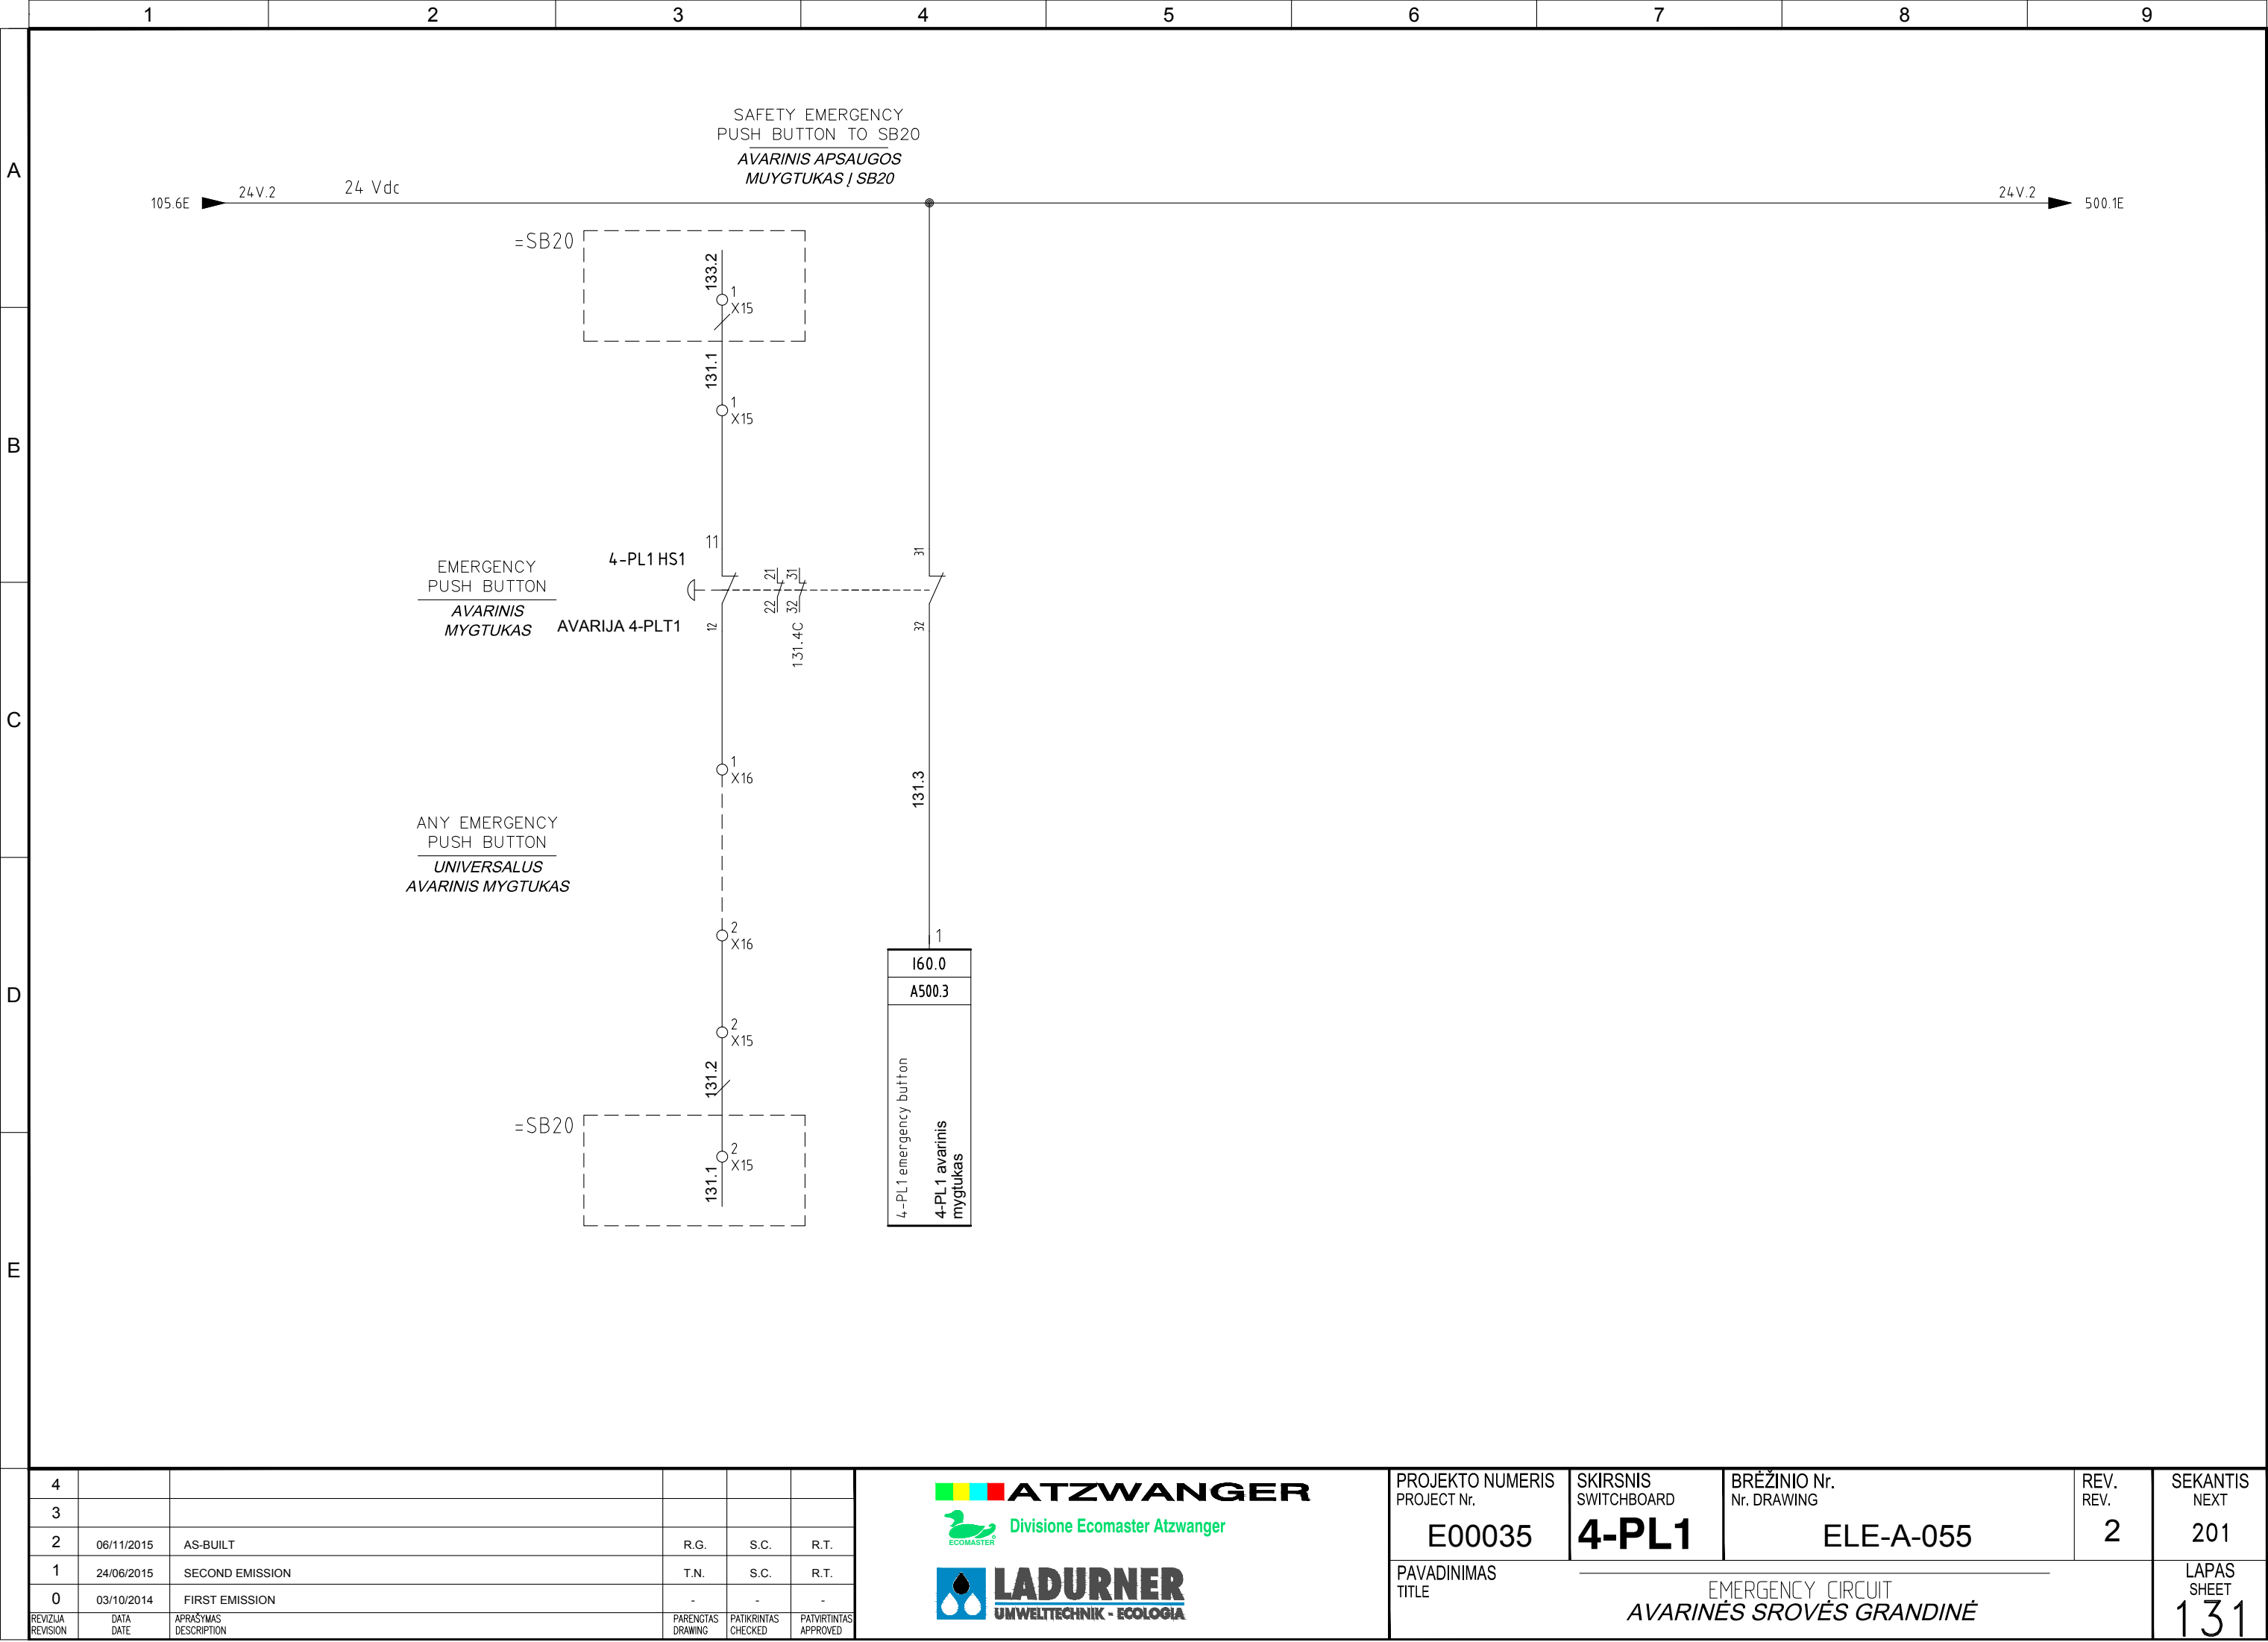 1 2 3 4 5 6 7 8 9
A
B
C
D
E
SAFETY EMERGENCY
PUSH BUTTON TO SB20
AVARINIS APSAUGOS
MUYGTUKAS Į SB20
105.6E
24V.2
24 Vdc
24V.2
500.1E
=SB20
133.2
1
X15
131.1
1
X15
11
4-PL1 HS1
EMERGENCY
PUSH BUTTON
AVARINIS
MYGTUKAS
AVARIJA 4-PLT1
12
21
22
31
32
131.4C
31
32
1
X16
131.3
ANY EMERGENCY
PUSH BUTTON
UNIVERSALUS
AVARINIS MYGTUKAS
2
X16
1
I60.0
A500.3
4-PL1 emergency button
4-PL1 avarinis
mygtukas
2
X15
131.2
=SB20
2
X15
131.1
4
3
2 06/11/2015 AS-BUILT R.G. S.C. R.T.
1 24/06/2015 SECOND EMISSION T.N. S.C. R.T.
0 03/10/2014 FIRST EMISSION - - -
REVIZIJA DATA APRAŠYMAS PARENGTAS PATIKRINTAS PATVIRTINTAS
REVISION DATE DESCRIPTION DRAWING CHECKED APPROVED
ATZWANGER
ECOMASTER
Divisione Ecomaster Atzwanger
LADURNER
UMWELTTECHNIK - ECOLOGIA
PROJEKTO NUMERIS
PROJECT Nr.
E00035
SKIRSNIS
SWITCHBOARD
4-PL1
BRĖŽINIO Nr.
Nr. DRAWING
ELE-A-055
REV.
REV.
2
SEKANTIS
NEXT
201
PAVADINIMAS
TITLE
EMERGENCY CIRCUIT
AVARINĖS SROVĖS GRANDINĖ
LAPAS
SHEET
131